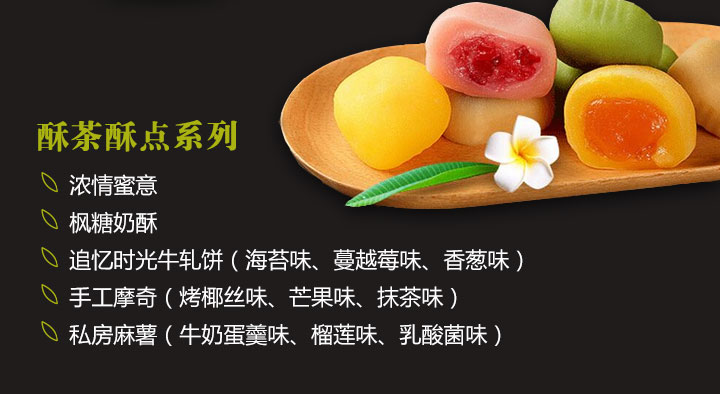 酥茶酥点系列
浓情蜜意
枫糖奶酥
追忆时光牛轧饼（海苔味、蔓越莓味、香葱味）
手工摩奇（烤椰丝味、芒果味、抹茶味）
私房麻薯（牛奶蛋羹味、榴莲味、乳酸菌味）